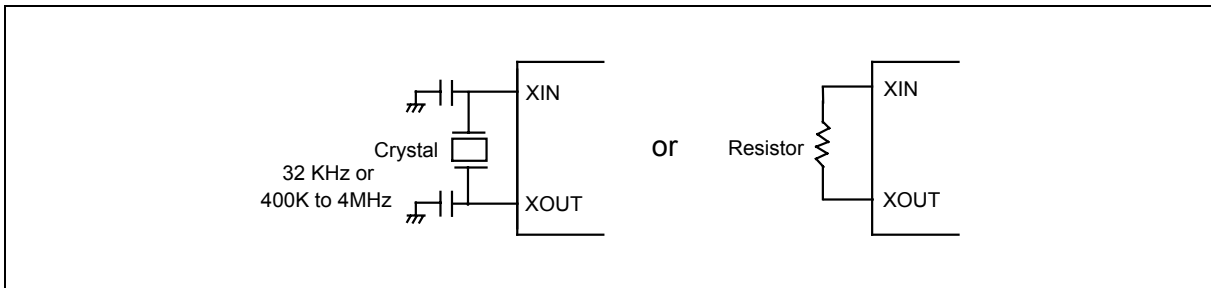 XIN
Crystal
32 KHz or
400K to 4MHz
XOUT
or
XIN
Resistor
XOUT